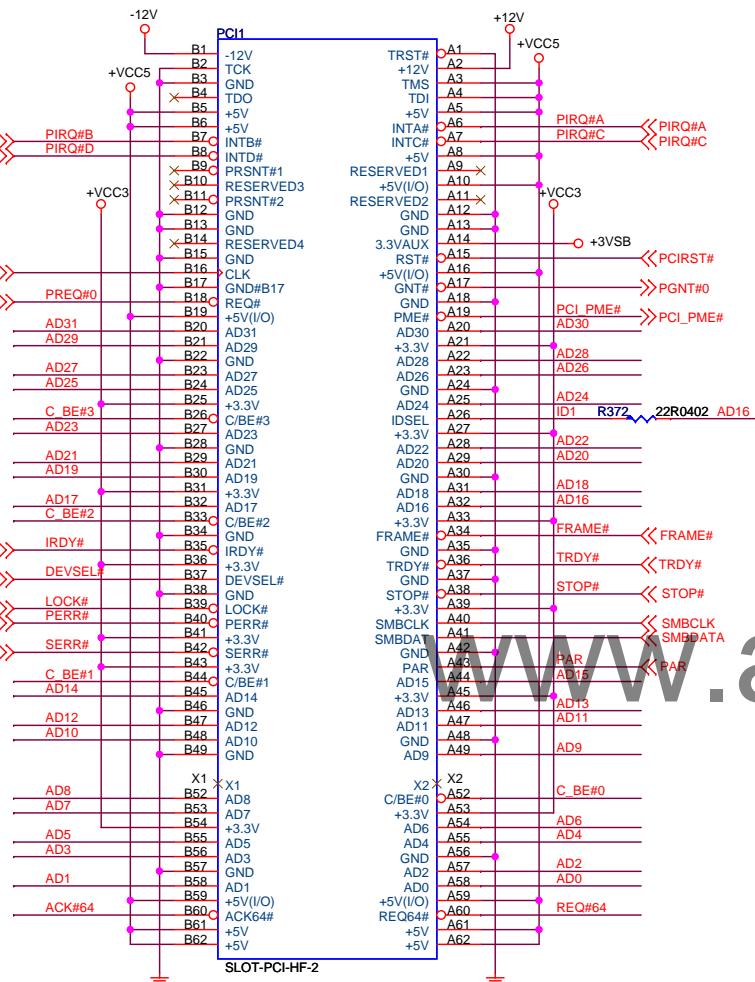 -12V +12V
PCI1
+VCC5 +VCC5
B1 -12V TRST# A1
B2 TCK +12V A2
B3 GND TMS A3
B4 TDO TDI A4
B5 +5V +5V A5
PIRQ#B B6 +5V INTA# A6 PIRQ#A PIRQ#A
PIRQ#D B7 INTB# INTC# A7 PIRQ#C PIRQ#C
B8 INTD# +5V A8
B9 PRSNT#1 RESERVED1 A9
B10 RESERVED3 +5V(I/O) A10
+VCC3 B11 PRSNT#2 RESERVED2 A11 +VCC3
B12 GND GND A12
B13 GND GND A13
B14 RESERVED4 3.3VAUX A14 +3VSB
B15 GND RST# A15 PCIRST#
B16 CLK +5V(I/O) A16
B17 GND#B17 GNT# A17 PGNT#0
PREQ#0 B18 REQ# GND A18
B19 +5V(I/O) PME# A19 PCI_PME# PCI_PME#
AD31 B20 AD31 AD30 A20 AD30
AD29 B21 AD29 +3.3V A21
B22 GND AD28 A22 AD28
AD27 B23 AD27 AD26 A23 AD26
AD25 B24 AD25 GND A24
B25 +3.3V AD24 A25 AD24
C_BE#3 B26 C/BE#3 IDSEL A26 ID1 R372 22R0402 AD16
AD23 B27 AD23 +3.3V A27
B28 GND AD22 A28 AD22
AD21 B29 AD21 AD20 A29 AD20
AD19 B30 AD19 GND A30
B31 +3.3V AD18 A31 AD18
AD17 B32 AD17 AD16 A32 AD16
C_BE#2 B33 C/BE#2 +3.3V A33
B34 GND FRAME# A34 FRAME# FRAME#
IRDY# B35 IRDY# GND A35
B36 +3.3V TRDY# A36 TRDY# TRDY#
DEVSEL# B37 DEVSEL# GND A37
B38 GND STOP# A38 STOP# STOP#
LOCK# B39 LOCK# +3.3V A39
PERR# B40 PERR# SMBCLK A40 SMBCLK
B41 +3.3V SMBDAT A41 SMBDATA
SERR# B42 SERR# GND A42
B43 +3.3V PAR A43 PAR PAR
C_BE#1 B44 C/BE#1 AD15 A44 AD15
AD14 B45 AD14 +3.3V A45
B46 GND AD13 A46 AD13
AD12 B47 AD12 AD11 A47 AD11
AD10 B48 AD10 GND A48
B49 GND AD9 A49 AD9
www.a
X1 X1 X2 X2
AD8 B52 AD8 C/BE#0 A52 C_BE#0
AD7 B53 AD7 +3.3V A53
B54 +3.3V AD6 A54 AD6
AD5 B55 AD5 AD4 A55 AD4
AD3 B56 AD3 GND A56
B57 GND AD2 A57 AD2
AD1 B58 AD1 AD0 A58 AD0
B59 +5V(I/O) +5V(I/O) A59
ACK#64 B60 ACK64# REQ64# A60 REQ#64
B61 +5V +5V A61
B62 +5V +5V A62
SLOT-PCI-HF-2